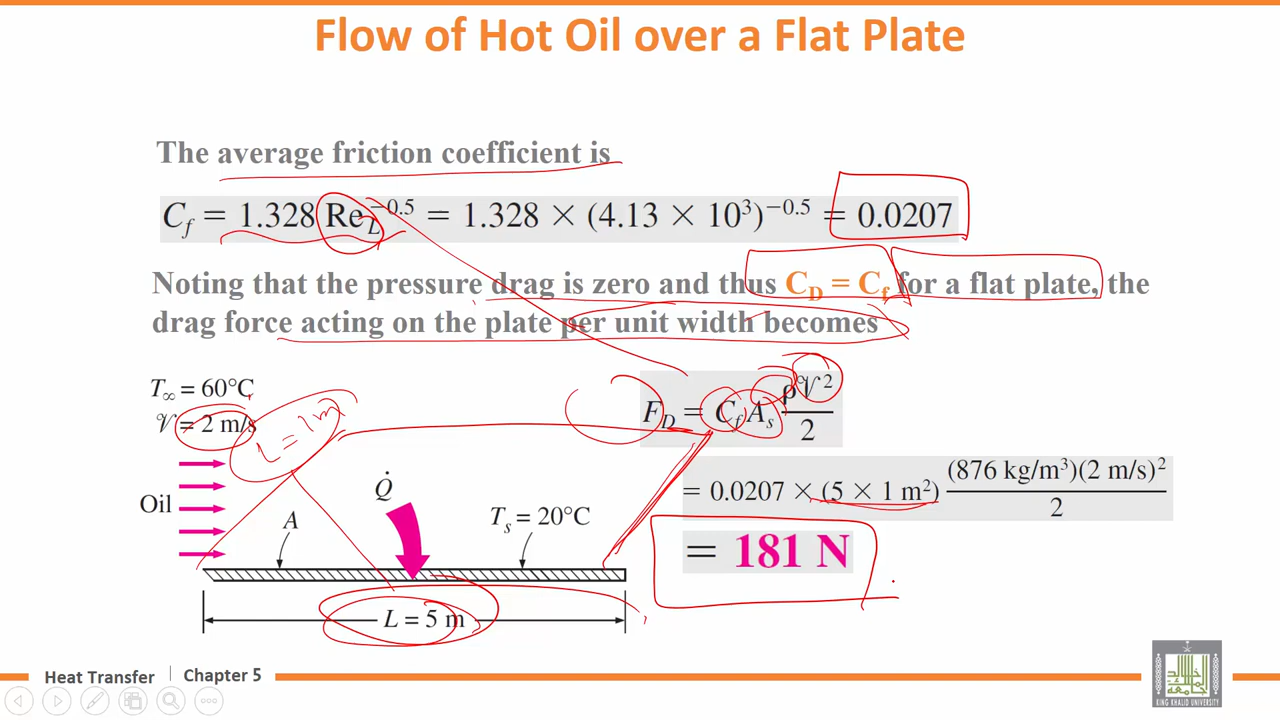 Flow of Hot Oil over a Flat Plate
The average friction coefficient is
C_f = 1.328 Re_L^−0.5 = 1.328 × (4.13 × 10³)^−0.5 = 0.0207
Noting that the pressure drag is zero and thus C_D = C_f for a flat plate, the
drag force acting on the plate per unit width becomes
T∞ = 60°C
𝒱 = 2 m/s
L = 1m
F_D = C_f A_s ρ𝒱²/2
Oil
A
Q̇
T_s = 20°C
= 0.0207 × (5 × 1 m²) (876 kg/m³)(2 m/s)²/2
= 181 N
L = 5 m
Heat Transfer | Chapter 5
KING KHALID UNIVERSITY